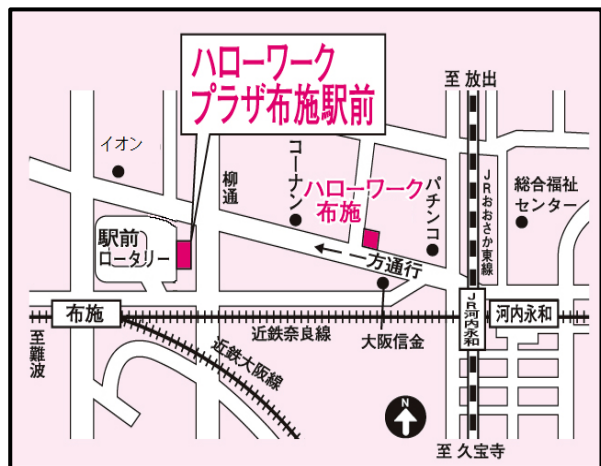 ハローワーク
プラザ布施駅前
至 放出
イオン
柳通
コーナン
ハローワーク
布施
パチンコ
JRおおさか東線
総合福祉
センター
駅前
ロータリー
← 一方通行
布施
至難波
近鉄奈良線
近鉄大阪線
大阪信金
JR河内永和
河内永和
N
至 久宝寺